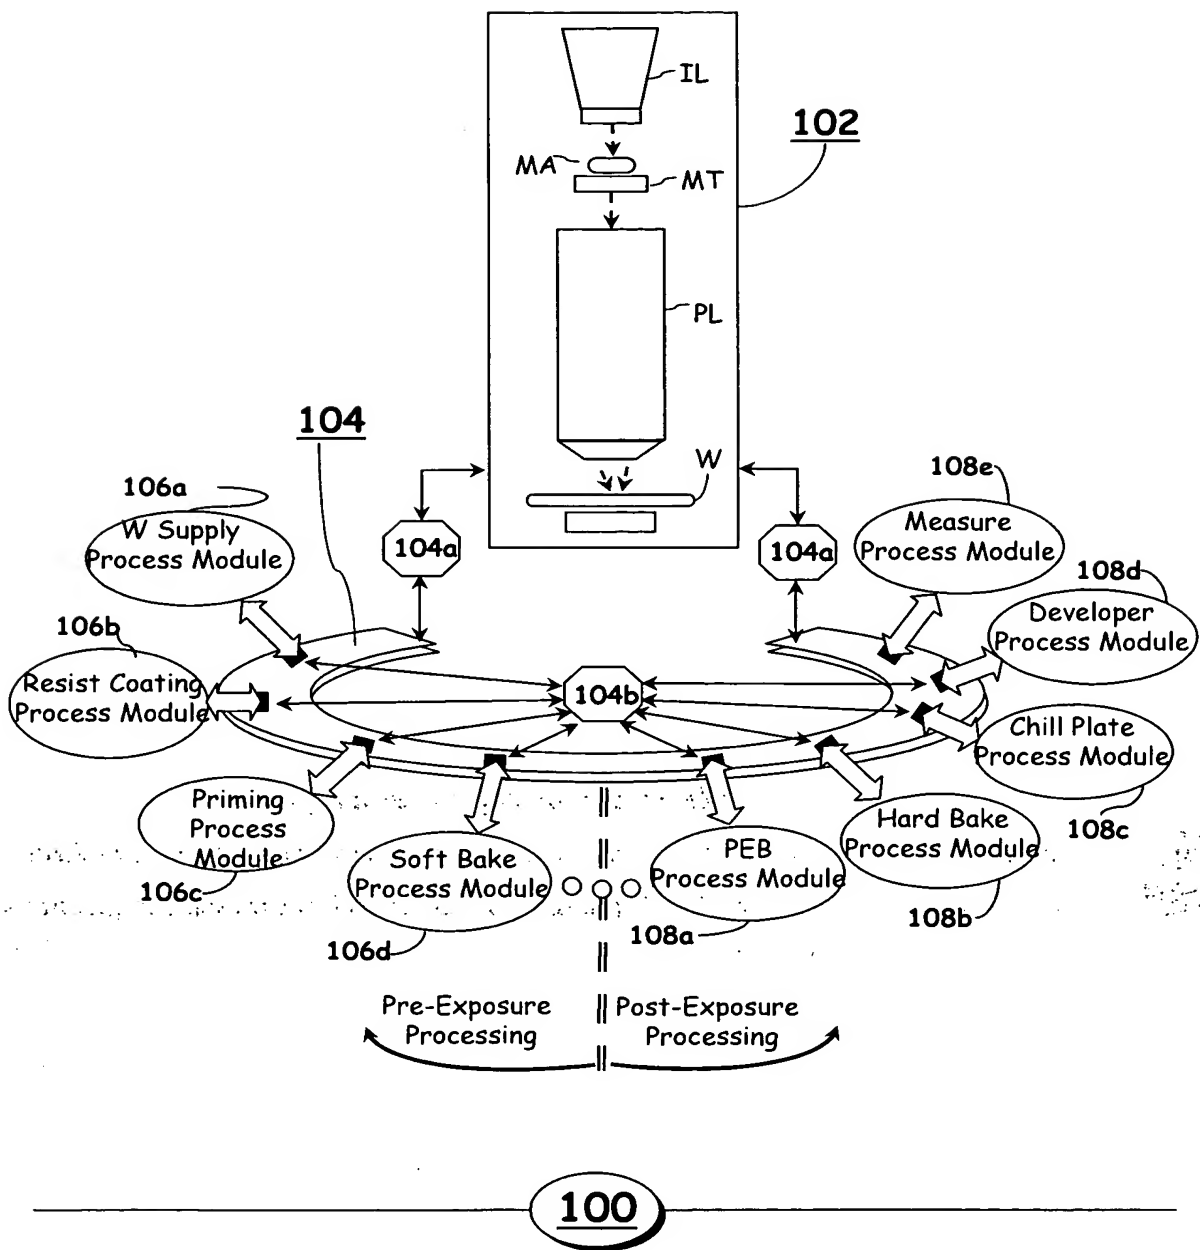 IL
102
MA
MT
PL
104
W
106a
W Supply
Process Module
104a
104a
108e
Measure
Process Module
108d
Developer
Process Module
106b
Resist Coating
Process Module
104b
Chill Plate
Process Module
108c
Priming
Process
Module
106c
Soft Bake
Process Module
106d
PEB
Process Module
108a
Hard Bake
Process Module
108b
Pre-Exposure
Processing
Post-Exposure
Processing
100